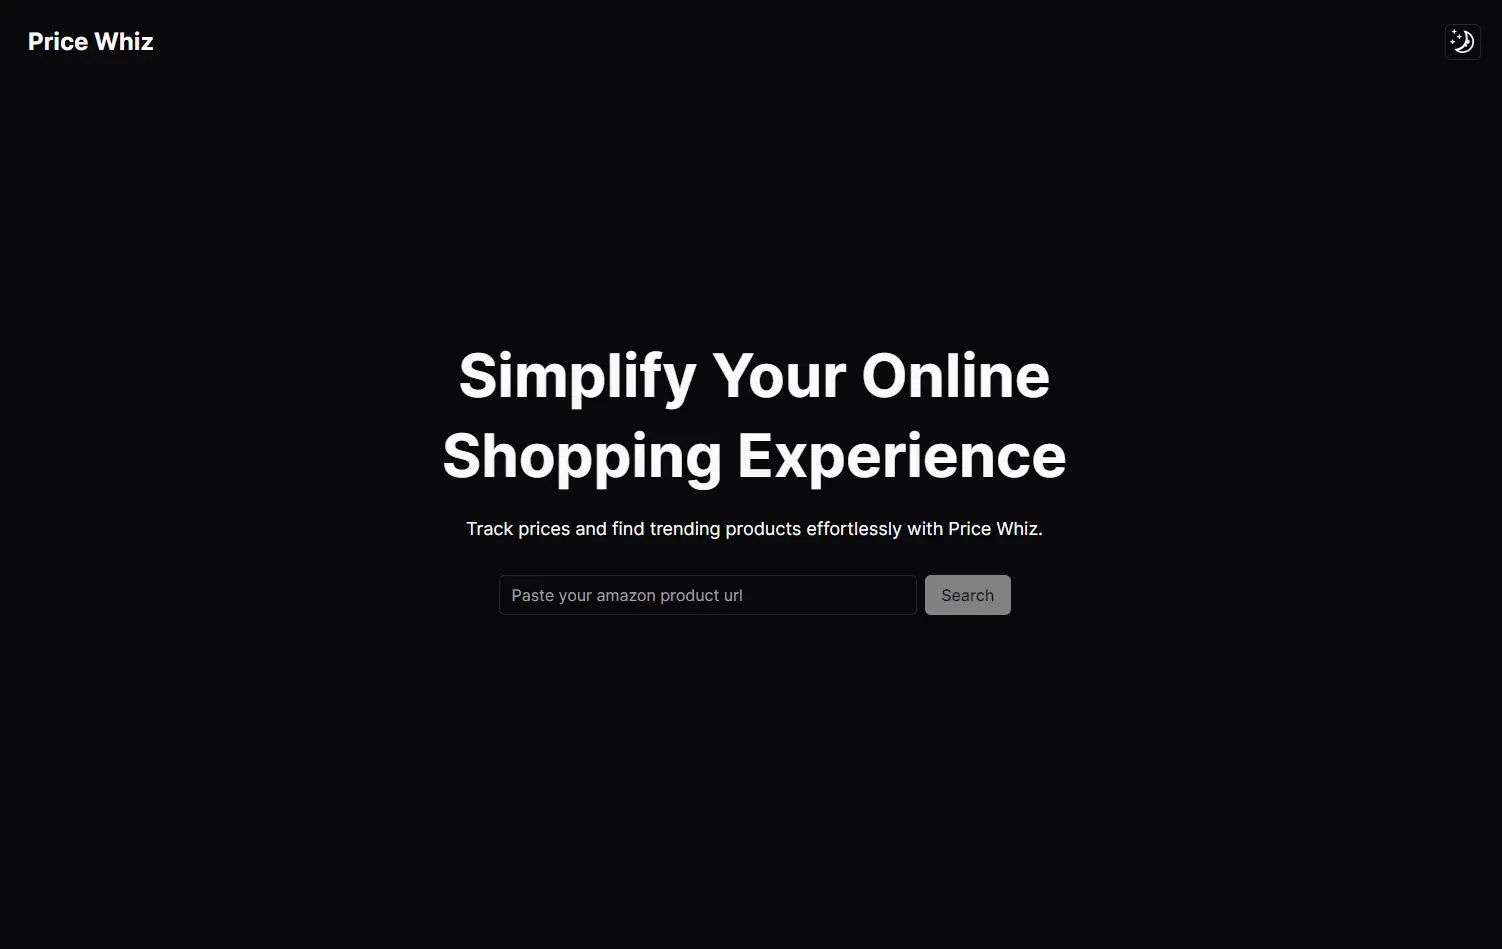 Price Whiz
Simplify Your Online
Shopping Experience
Track prices and find trending products effortlessly with Price Whiz.
Paste your amazon product url
Search